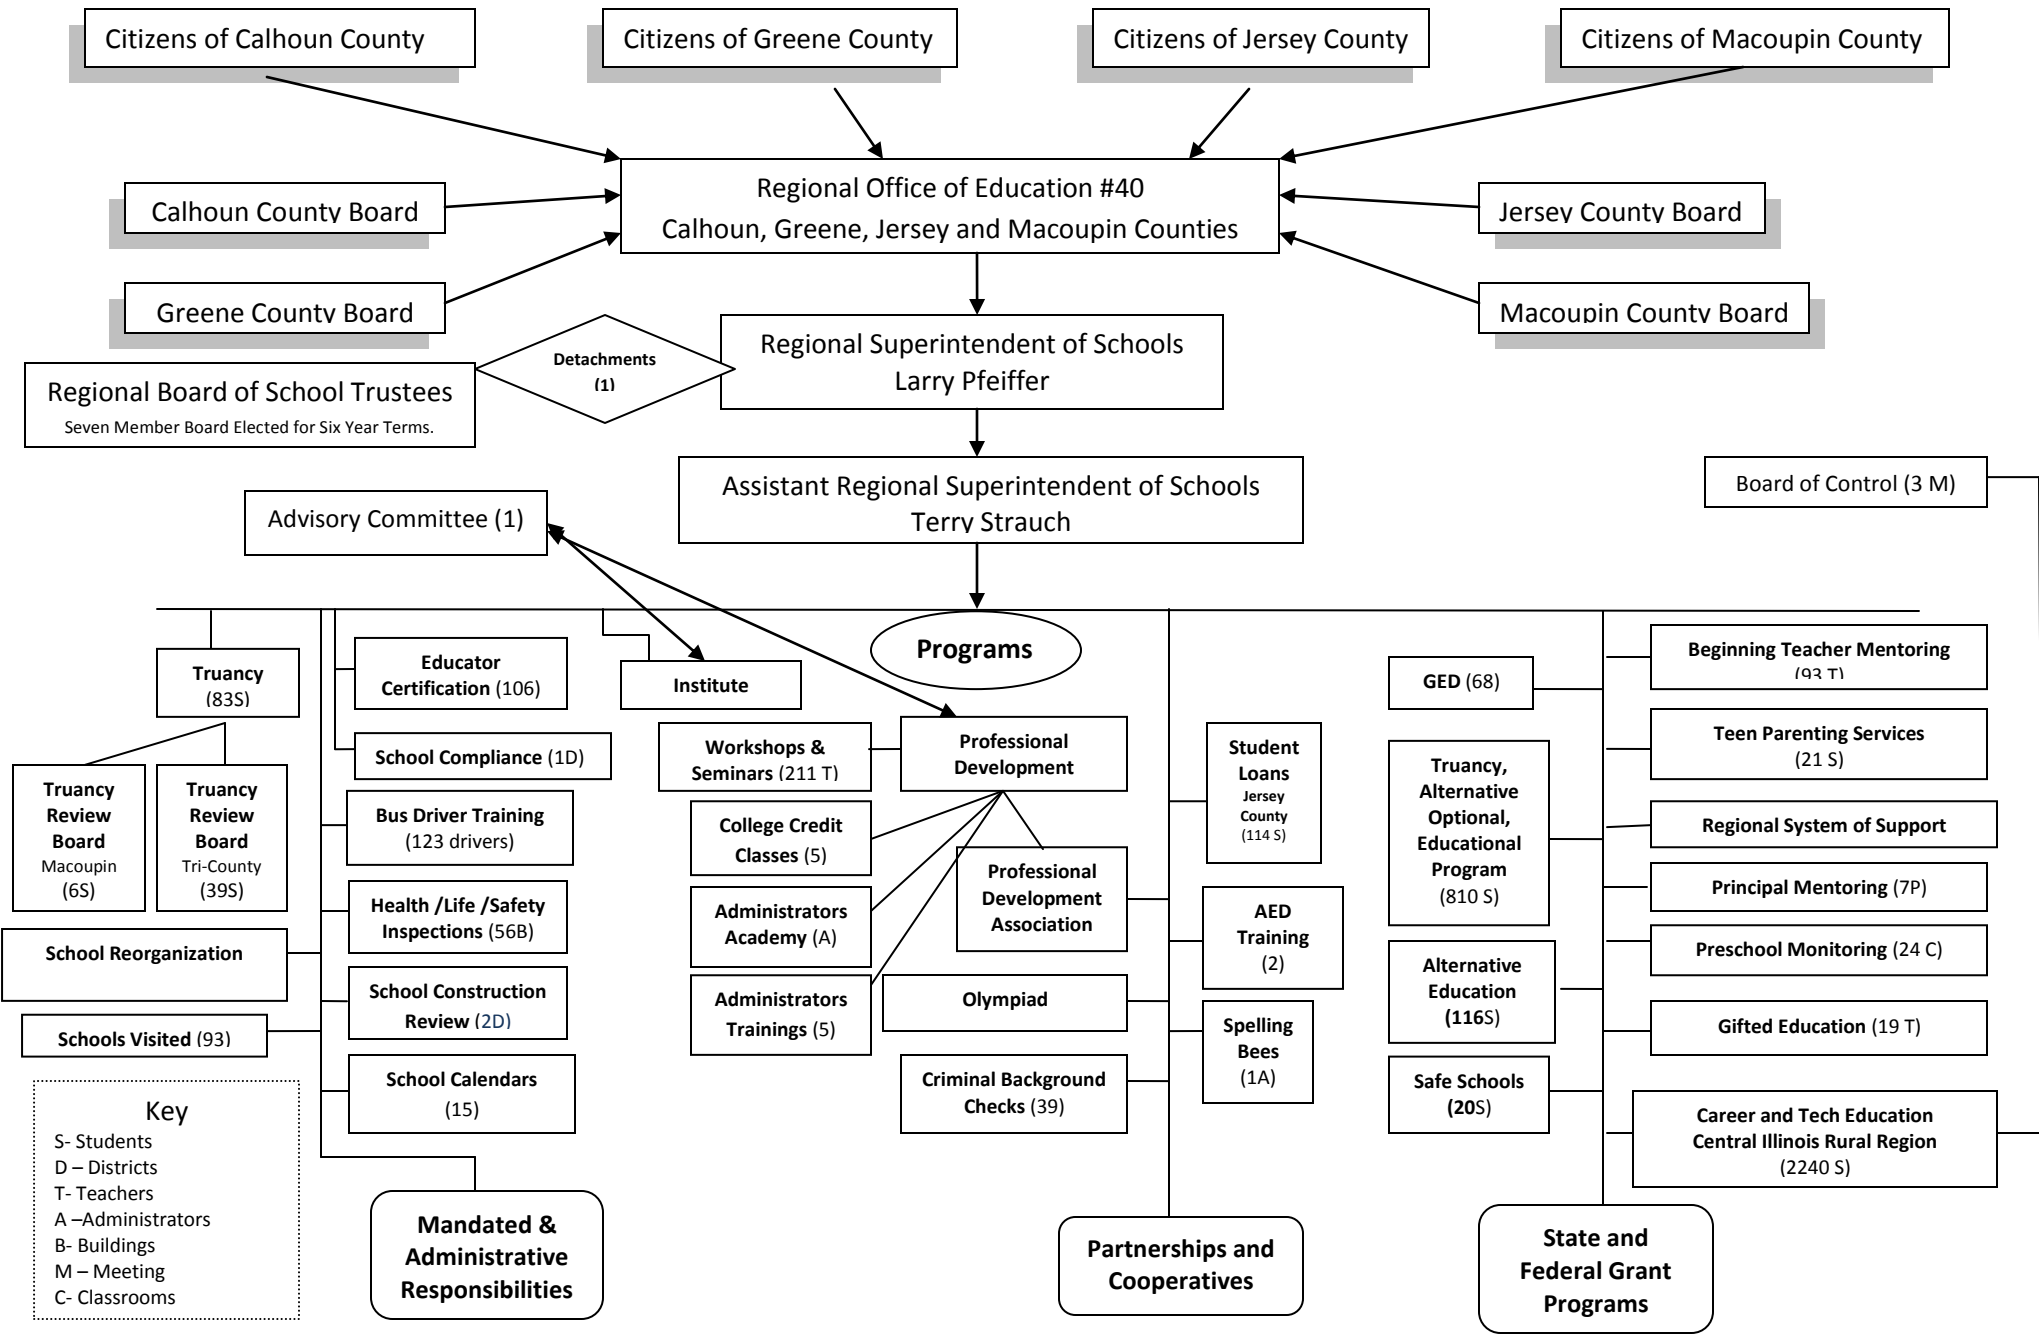 Citizens of Calhoun County
Citizens of Greene County
Citizens of Jersey County
Citizens of Macoupin County
Regional Office of Education #40
Calhoun, Greene, Jersey and Macoupin Counties
Calhoun County Board
Jersey County Board
Greene County Board
Macoupin County Board
Detachments
(1)
Regional Superintendent of Schools
Larry Pfeiffer
Regional Board of School Trustees
Seven Member Board Elected for Six Year Terms.
Assistant Regional Superintendent of Schools
Terry Strauch
Board of Control (3 M)
Advisory Committee (1)
Programs
Truancy
(83S)
Educator
Certification (106)
Institute
School Compliance (1D)
Truancy
Review
Board
Macoupin
(6S)
Truancy
Review
Board
Tri-County
(39S)
Bus Driver Training
(123 drivers)
Health /Life /Safety
Inspections (56B)
School Reorganization
School Construction
Review (2D)
Schools Visited (93)
School Calendars
(15)
Workshops &
Seminars (211 T)
Professional
Development
College Credit
Classes (5)
Professional
Development
Association
Administrators
Academy (A)
Administrators
Trainings (5)
Olympiad
Criminal Background
Checks (39)
Student
Loans
Jersey
County
(114 S)
AED
Training
(2)
Spelling
Bees
(1A)
GED (68)
Truancy,
Alternative
Optional,
Educational
Program
(810 S)
Alternative
Education
(116S)
Safe Schools
(20S)
Beginning Teacher Mentoring
(93 T)
Teen Parenting Services
(21 S)
Regional System of Support
Principal Mentoring (7P)
Preschool Monitoring (24 C)
Gifted Education (19 T)
Career and Tech Education
Central Illinois Rural Region
(2240 S)
Key
S- Students
D – Districts
T- Teachers
A –Administrators
B- Buildings
M – Meeting
C- Classrooms
Mandated &
Administrative
Responsibilities
Partnerships and
Cooperatives
State and
Federal Grant
Programs